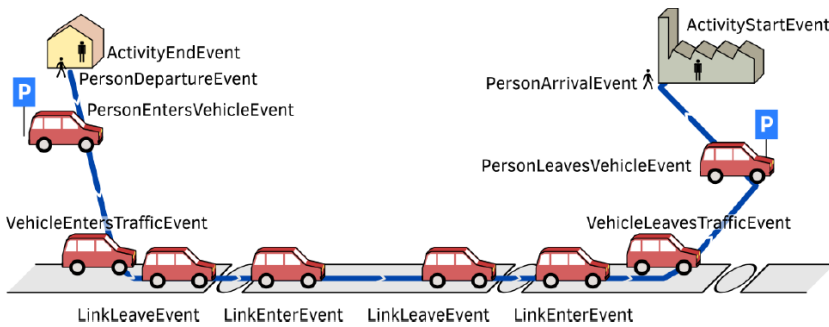 ActivityEndEvent
PersonDepartureEvent
P
PersonEntersVehicleEvent
VehicleEntersTrafficEvent
LinkLeaveEvent
LinkEnterEvent
LinkLeaveEvent
LinkEnterEvent
VehicleLeavesTrafficEvent
PersonLeavesVehicleEvent
P
PersonArrivalEvent
ActivityStartEvent